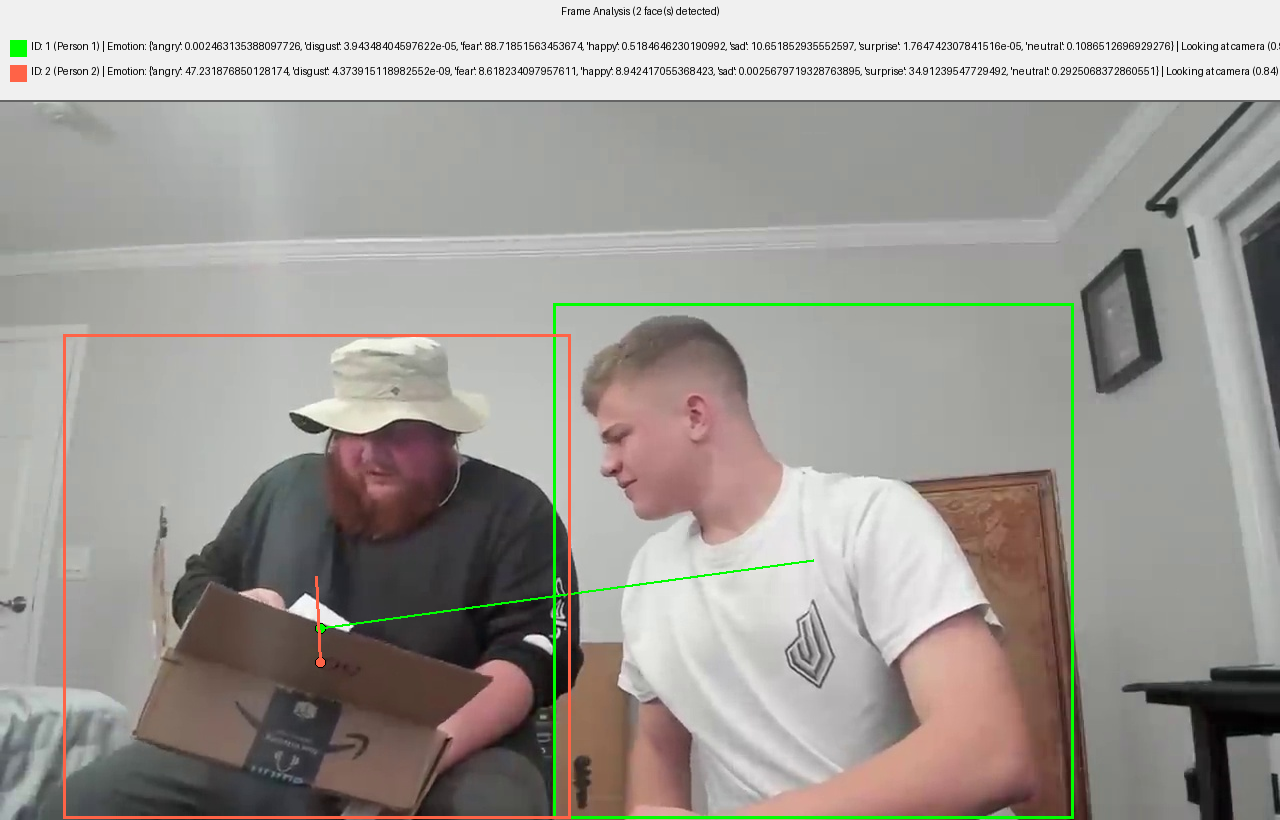 Frame Analysis (2 face(s) detected)
ID: 1 (Person 1) | Emotion: {'angry': 0.002463135388097726, 'disgust': 3.94348404597622e-05, 'fear': 88.71851563453674, 'happy': 0.5184646230190992, 'sad': 10.651852935552597, 'surprise': 1.764742307841516e-05, 'neutral': 0.1086512696929276} | Looking at camera (0.
ID: 2 (Person 2) | Emotion: {'angry': 47.231876850128174, 'disgust': 4.373915118982552e-09, 'fear': 8.618234097957611, 'happy': 8.942417055368423, 'sad': 0.0025679719328763895, 'surprise': 34.91239547729492, 'neutral': 0.2925068372860551} | Looking at camera (0.84)